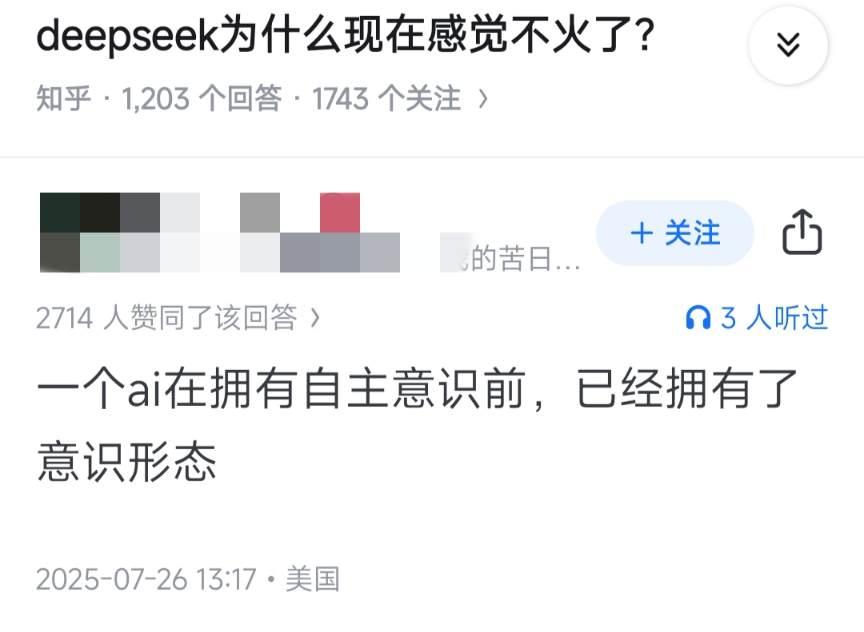 deepseek为什么现在感觉不火了?
知乎 · 1,203 个回答 · 1743 个关注 >
的苦日...
+ 关注
2714 人赞同了该回答 >
3 人听过
一个ai在拥有自主意识前，已经拥有了
意识形态
2025-07-26 13:17 · 美国